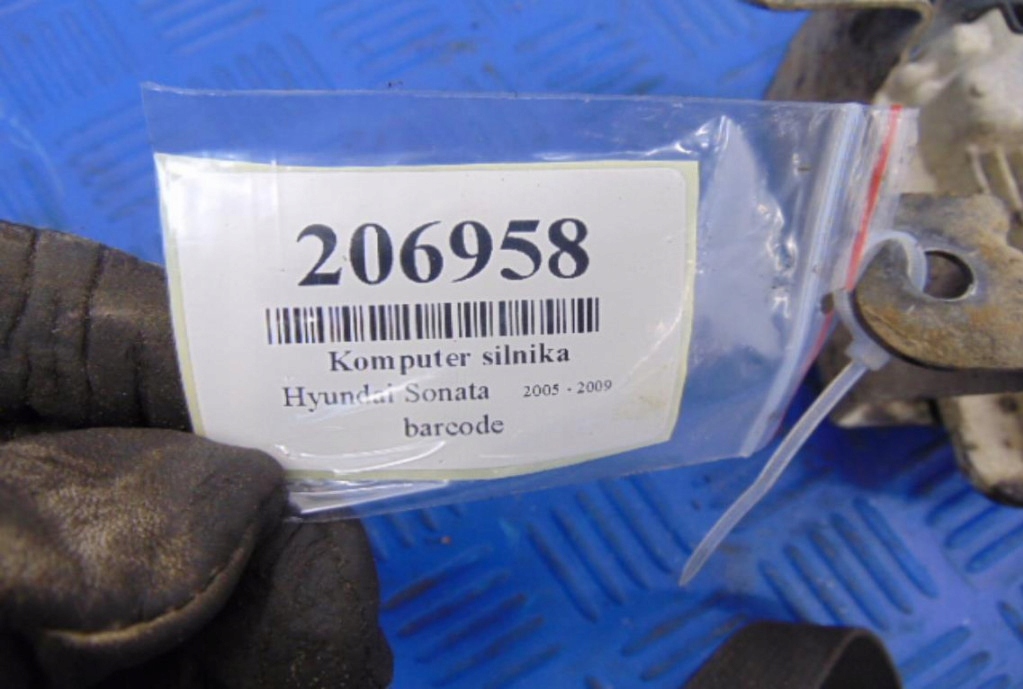 206958
Komputer silnika
Hyundai Sonata 2005 - 2009
barcode